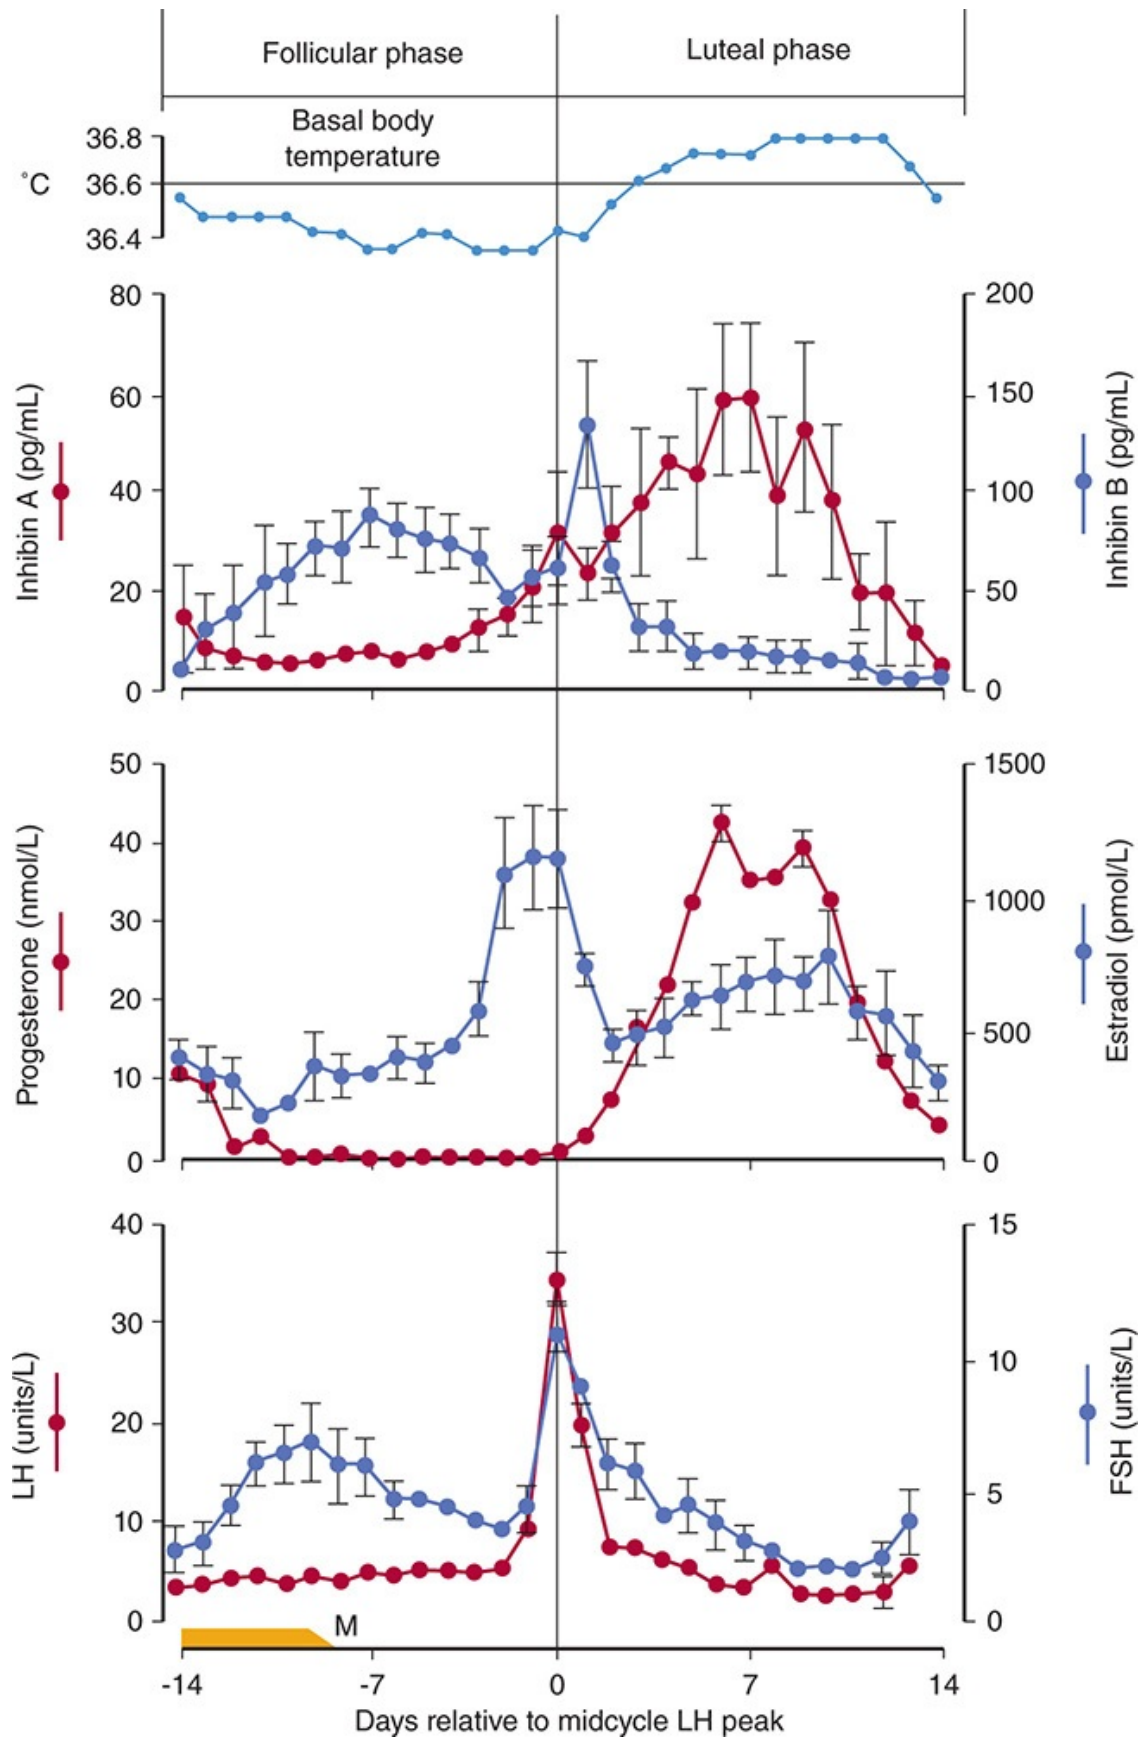 Follicular phase
Luteal phase
Basal body
temperature
°C
36.8
36.6
36.4
Inhibin A (pg/mL)
80
60
40
20
0
200
150
100
50
0
Inhibin B (pg/mL)
Progesterone (nmol/L)
50
40
30
20
10
0
1500
1000
500
0
Estradiol (pmol/L)
LH (units/L)
40
30
20
10
0
15
10
5
0
FSH (units/L)
M
-14 -7 0 7 14
Days relative to midcycle LH peak